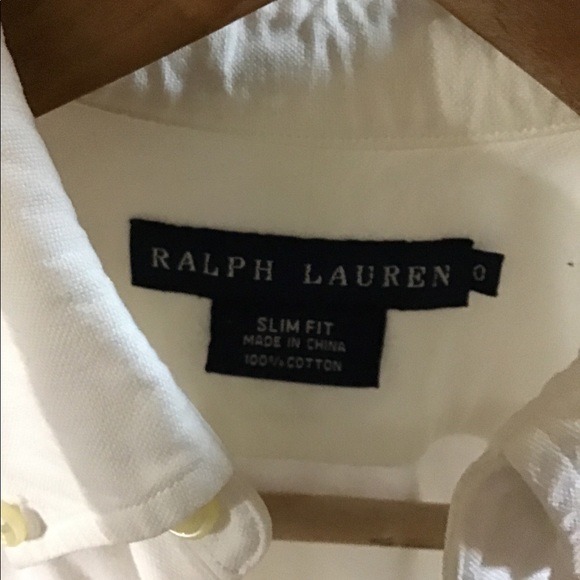 RALPH LAUREN 0
SLIM FIT
MADE IN CHINA
100% COTTON